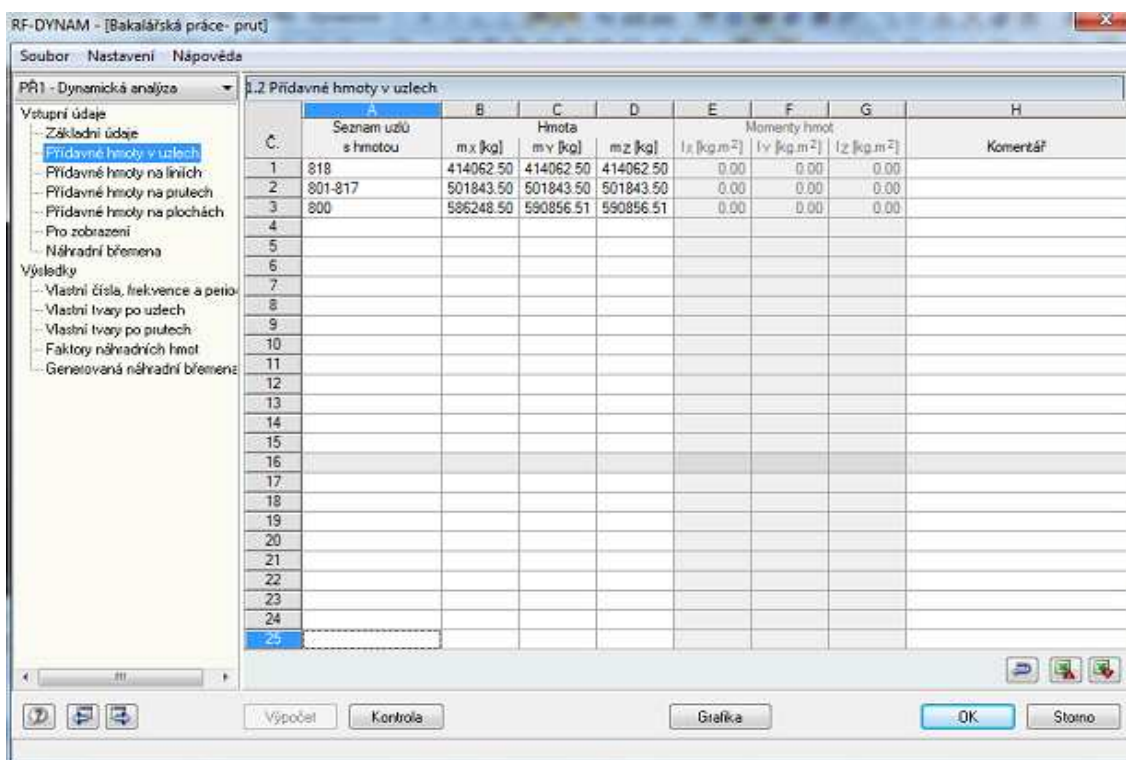 RF-DYNAM - [Bakalářská práce- prut]
Soubor Nastavení Nápověda
PŘ1 - Dynamická analýza
1.2 Přídavné hmoty v uzlech
Vstupní údaje
Základní údaje
Přídavné hmoty v uzlech
Přídavné hmoty na liniích
Přídavné hmoty na prutech
Přídavné hmoty na plochách
Pro zobrazení
Náhradní břemena
Výsledky
Vlastní čísla, frekvence a perio
Vlastní tvary po uzlech
Vlastní tvary po prutech
Faktory náhradních hmot
Generovaná náhradní břemena
A B C D E F G H
Seznam uzlů Hmota Momenty hmot
Č. s hmotou mX [kg] mY [kg] mZ [kg] IX [kg.m²] IY [kg.m²] IZ [kg.m²] Komentář
1 818 414062.50 414062.50 414062.50 0.00 0.00 0.00
2 801-817 501843.50 501843.50 501843.50 0.00 0.00 0.00
3 800 586248.50 590856.51 590856.51 0.00 0.00 0.00
4
5
6
7
8
9
10
11
12
13
14
15
16
17
18
19
20
21
22
23
24
25
Výpočet Kontrola Grafika OK Storno